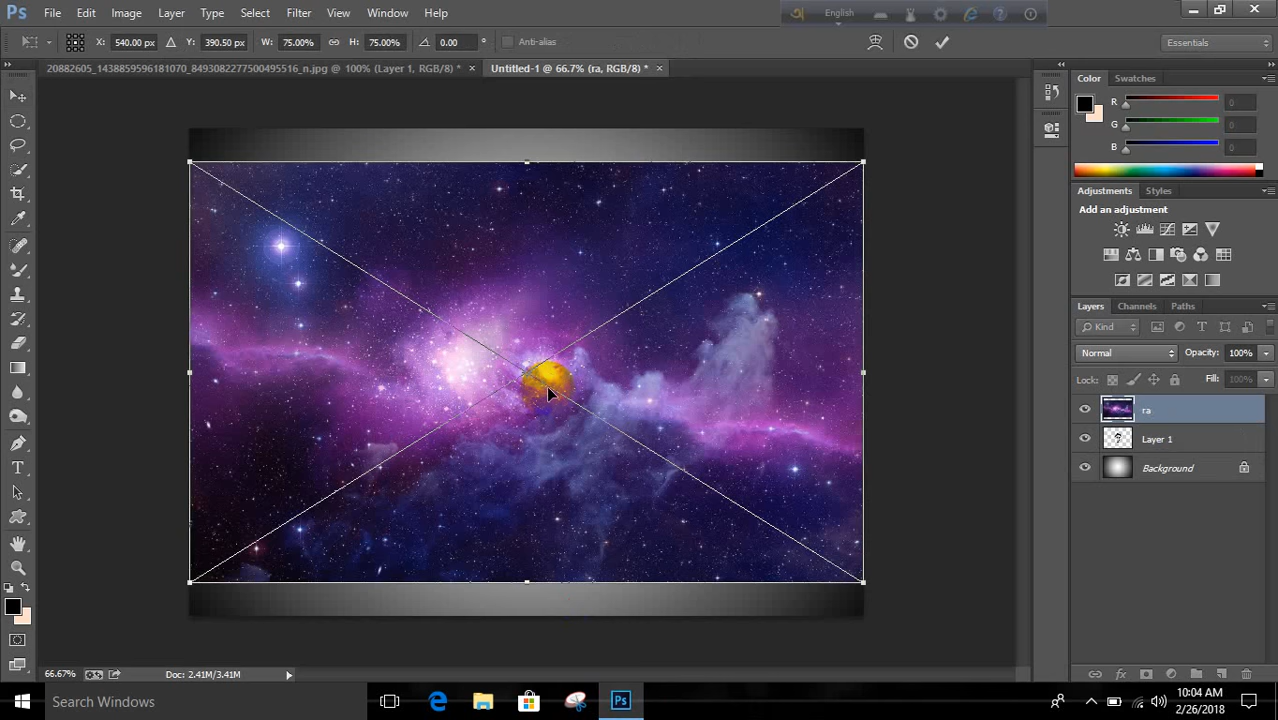 Ps File Edit Image Layer Type Select Filter View Window Help
English
X: 540.00 px Y: 390.50 px W: 75.00% H: 75.00% 0.00 ° Anti-alias Essentials
20882605_1438859596181070_8493082277500495516_n.jpg @ 100% (Layer 1, RGB/8) * × Untitled-1 @ 66.7% (ra, RGB/8) * ×
Color Swatches
R 0
G 0
B 0
Adjustments Styles
Add an adjustment
Layers Channels Paths
Kind
Normal Opacity: 100%
Lock: Fill: 100%
ra
Layer 1
Background
66.67% Doc: 2.41M/3.41M
Search Windows
Ps
10:04 AM
2/26/2018